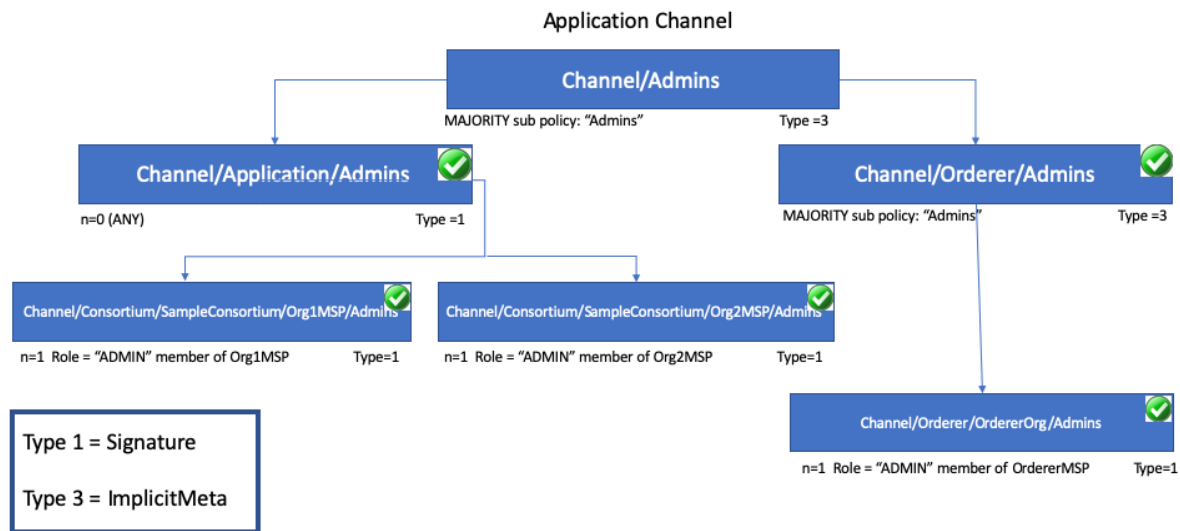 Application Channel
Channel/Admins
MAJORITY sub policy: “Admins”
Type =3
Channel/Application/Admins
Channel/Orderer/Admins
n=0 (ANY)
Type =1
MAJORITY sub policy: “Admins”
Type =3
Channel/Consortium/SampleConsortium/Org1MSP/Admins
Channel/Consortium/SampleConsortium/Org2MSP/Admins
n=1 Role = “ADMIN” member of Org1MSP
Type=1
n=1 Role = “ADMIN” member of Org2MSP
Type=1
Channel/Orderer/OrdererOrg/Admins
n=1 Role = “ADMIN” member of OrdererMSP
Type=1
Type 1 = Signature
Type 3 = ImplicitMeta